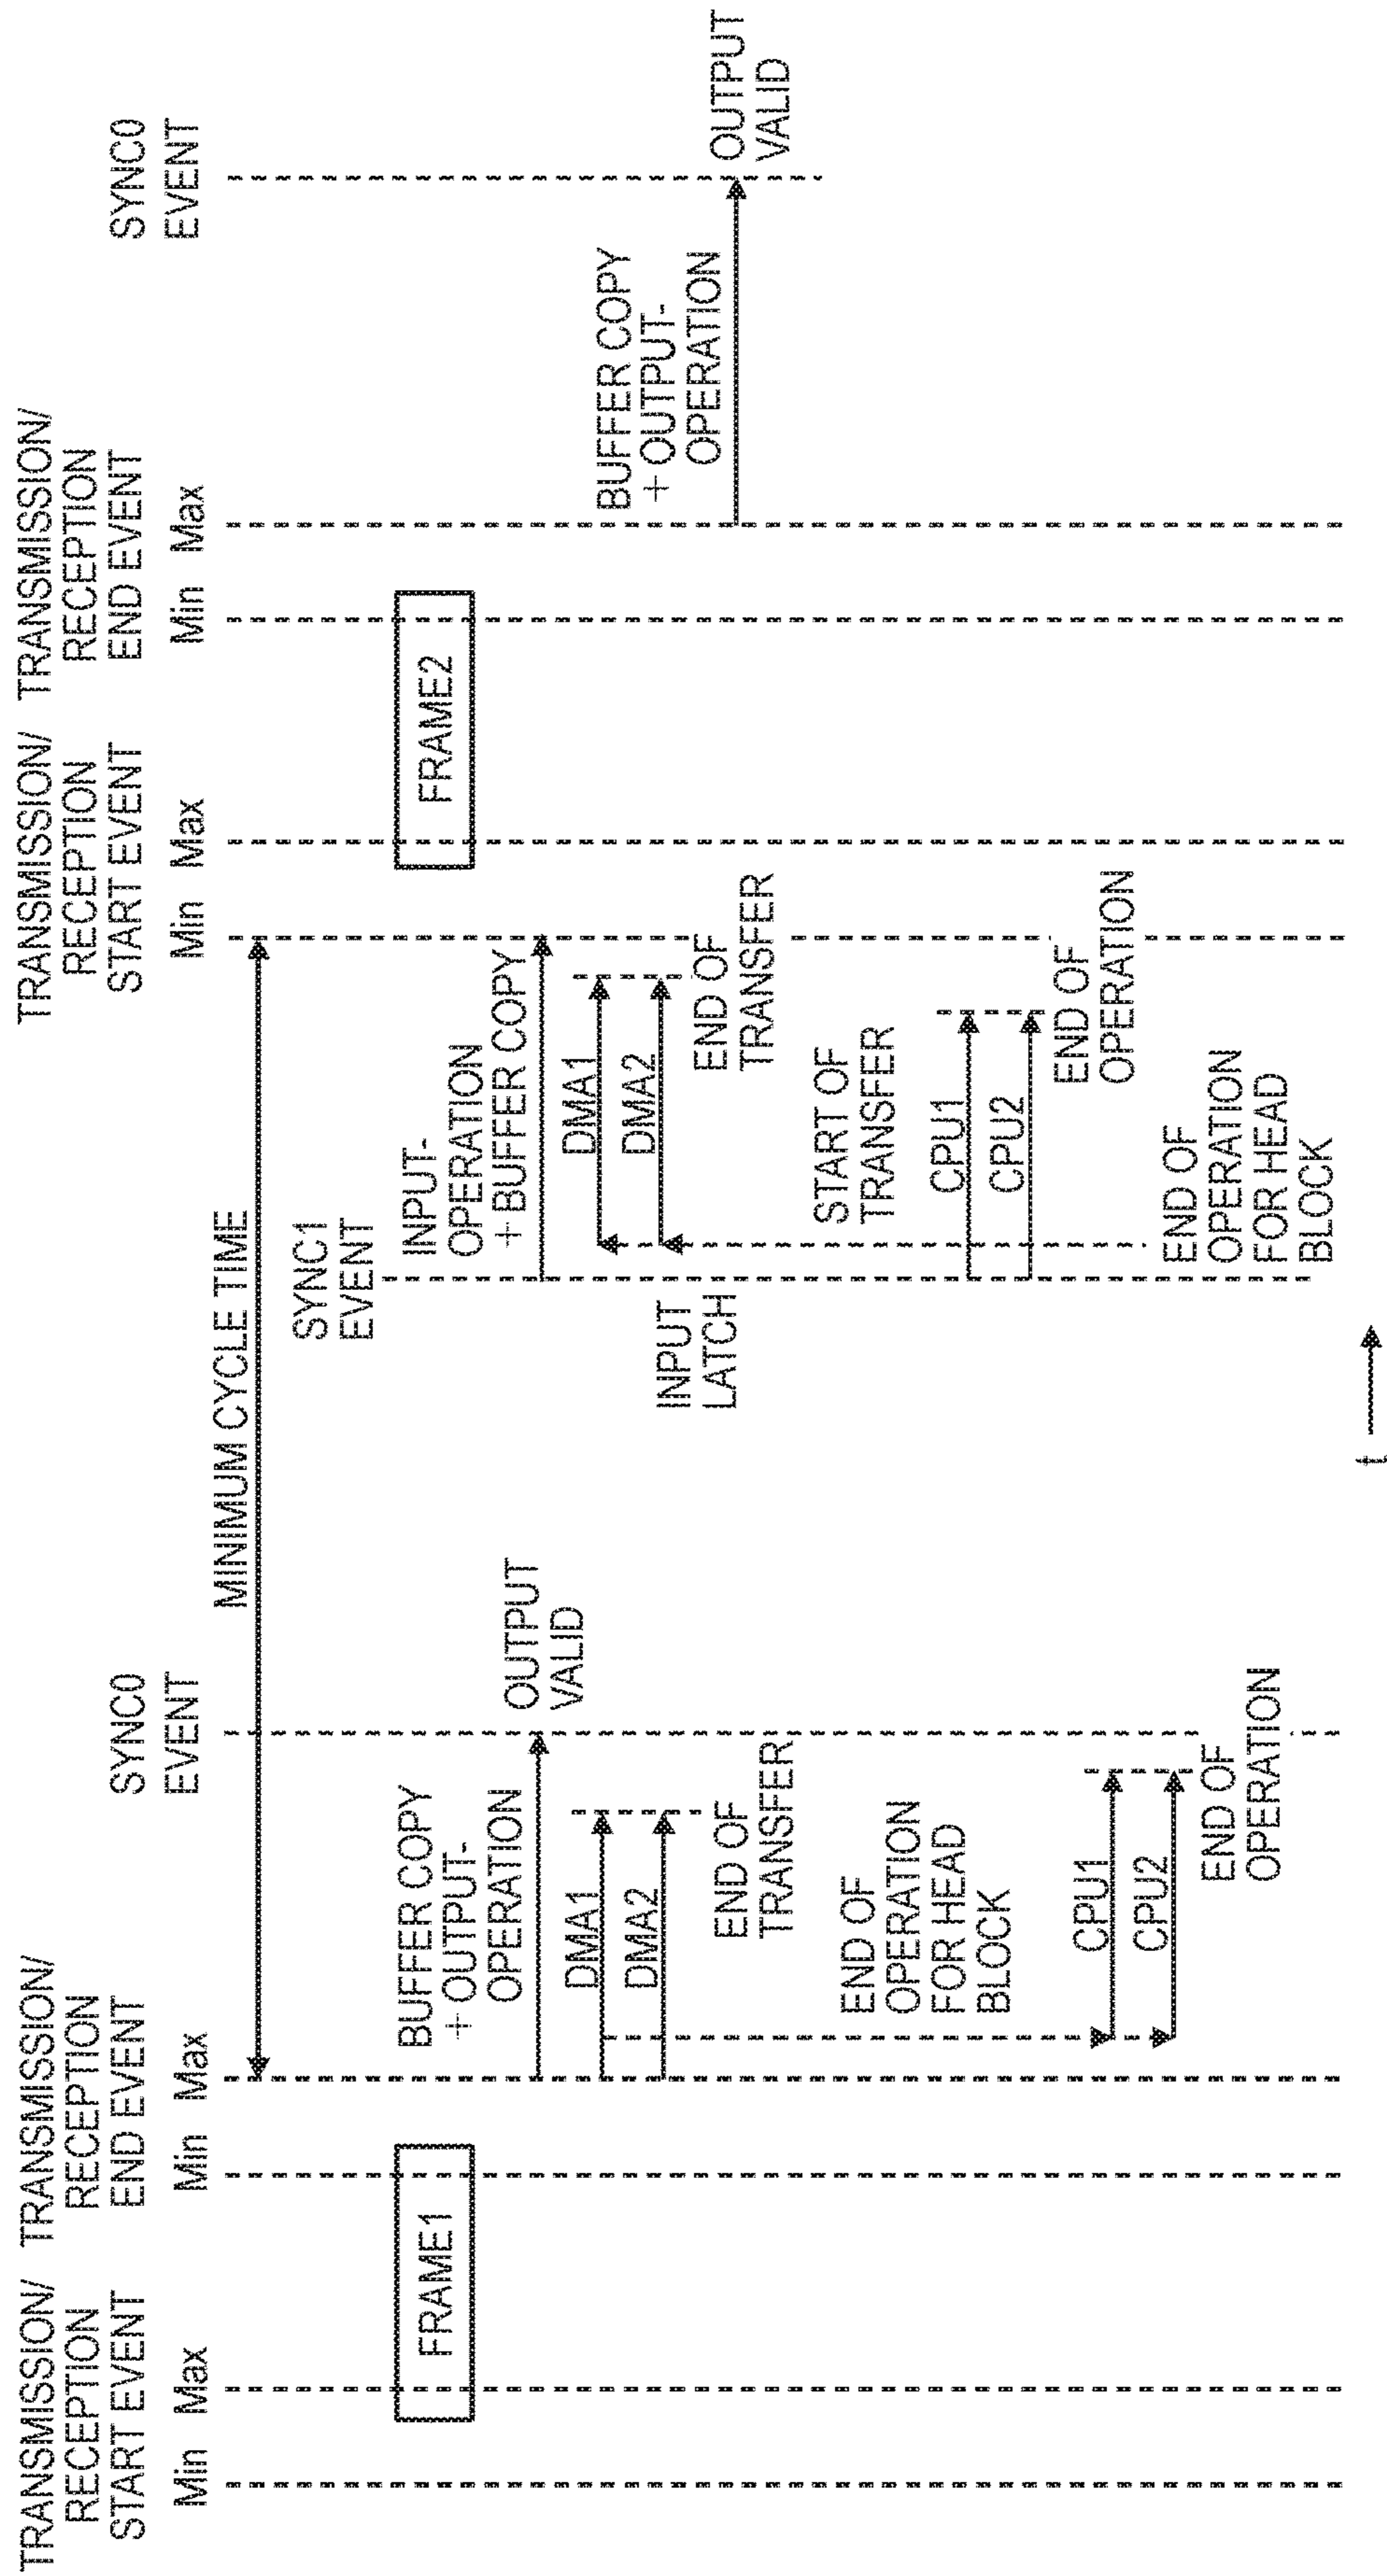 TRANSMISSION/
RECEPTION
START EVENT
Min Max
TRANSMISSION/
RECEPTION
END EVENT
Min Max
SYNC0
EVENT
TRANSMISSION/
RECEPTION
START EVENT
Min Max
TRANSMISSION/
RECEPTION
END EVENT
Min Max
SYNC0
EVENT
MINIMUM CYCLE TIME
FRAME1
BUFFER COPY
+ OUTPUT-
OPERATION
OUTPUT
VALID
DMA1
DMA2
END OF
TRANSFER
END OF
OPERATION
FOR HEAD
BLOCK
CPU1
CPU2
END OF
OPERATION
SYNC1
EVENT
INPUT-
OPERATION
+ BUFFER COPY
DMA1
DMA2
INPUT
LATCH
END OF
TRANSFER
START OF
TRANSFER
CPU1
CPU2
END OF
OPERATION
END OF
OPERATION
FOR HEAD
BLOCK
FRAME2
BUFFER COPY
+ OUTPUT-
OPERATION
OUTPUT
VALID
t